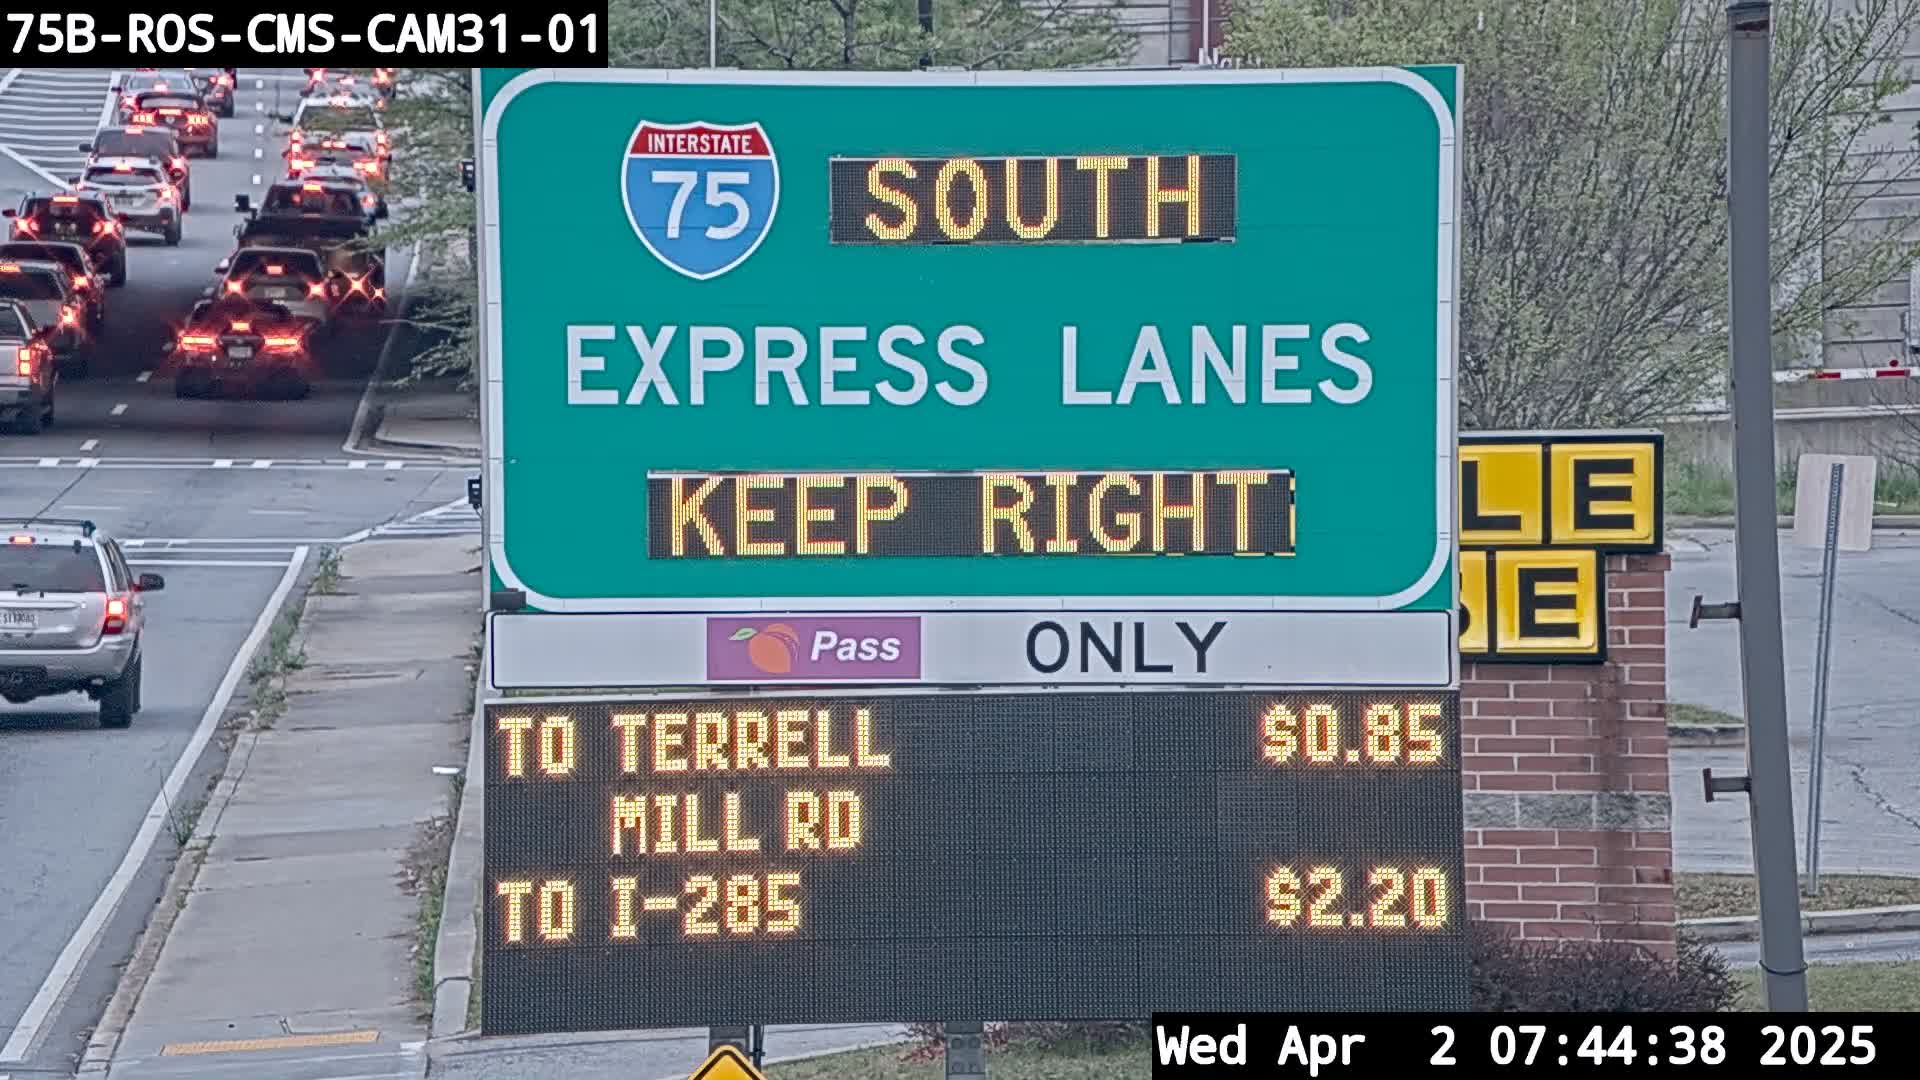 75B-ROS-CMS-CAM31-01
INTERSTATE
75
SOUTH
EXPRESS LANES
KEEP RIGHT
Pass ONLY
LE
E
TO TERRELL $0.85
MILL RD
TO I-285 $2.20
Wed Apr 2 07:44:38 2025